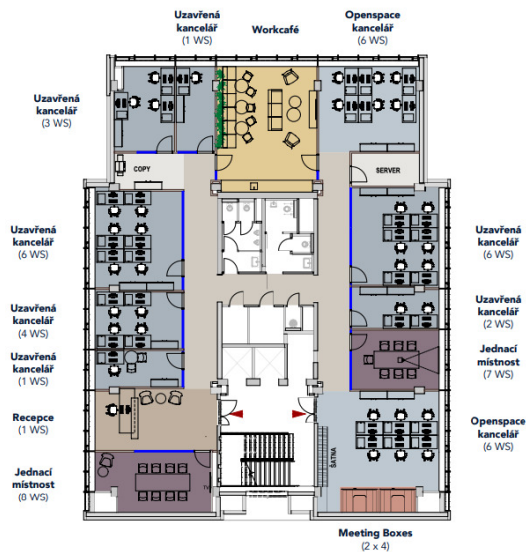 Uzavřená
kancelář
(1 WS)
Workcafé
Openspace
kancelář
(6 WS)
Uzavřená
kancelář
(3 WS)
COPY
SERVER
Uzavřená
kancelář
(6 WS)
Uzavřená
kancelář
(6 WS)
Uzavřená
kancelář
(4 WS)
Uzavřená
kancelář
(2 WS)
Uzavřená
kancelář
(1 WS)
Jednací
místnost
(7 WS)
Recepce
(1 WS)
Openspace
kancelář
(6 WS)
ŠATNA
Jednací
místnost
(8 WS)
TV
Meeting Boxes
(2 x 4)